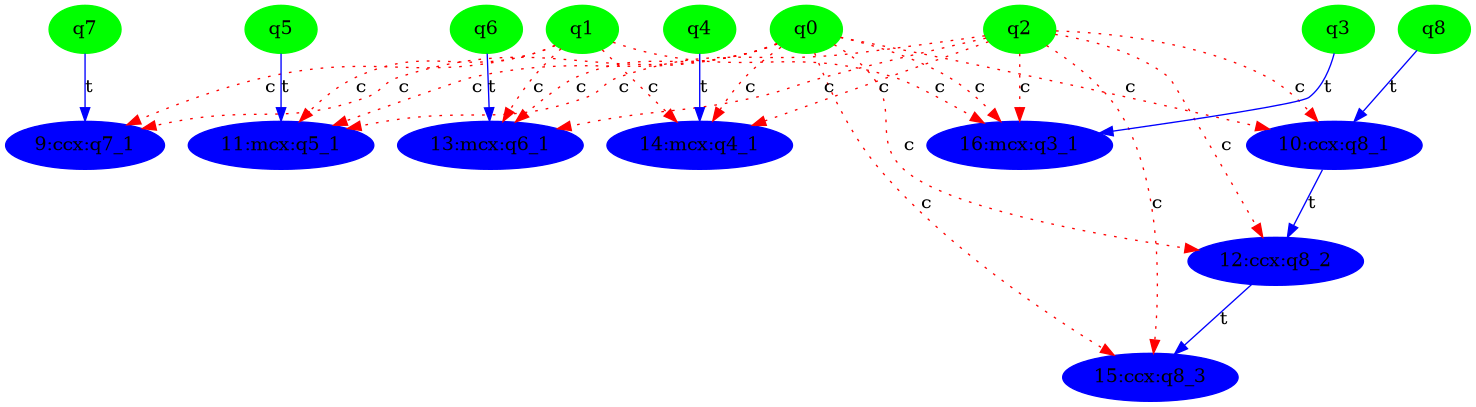 q7 q5 q6 q1 q4 q0 q2 q3 q8
t c t c c c t c c c c t c c c c c c c t t
9:ccx:q7_1 11:mcx:q5_1 13:mcx:q6_1 14:mcx:q4_1 16:mcx:q3_1 10:ccx:q8_1
c c
c c t
12:ccx:q8_2
t
15:ccx:q8_3